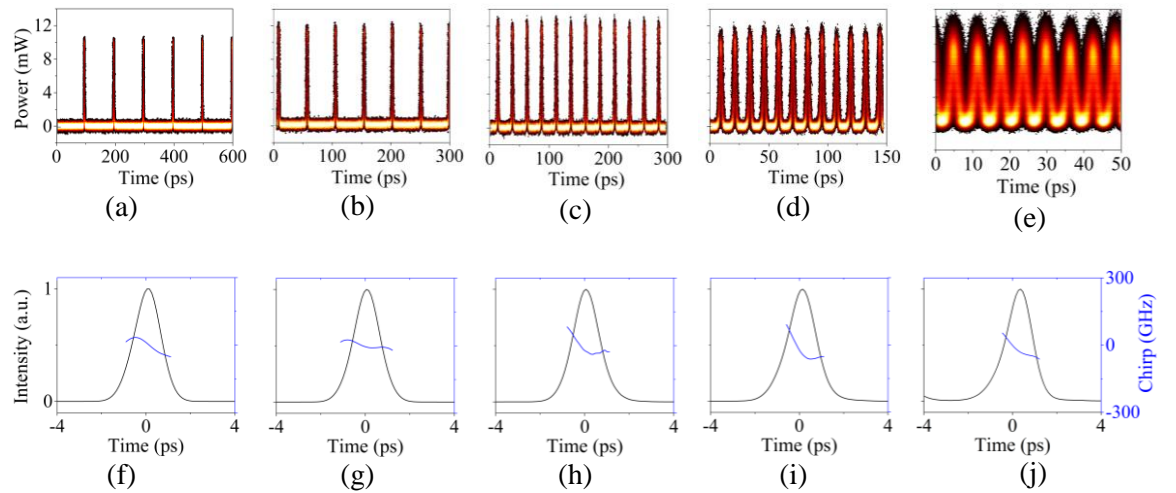 12
8
4
0
Power (mW)
0 200 400 600
0 100 200 300
0 100 200 300
0 50 100 150
0 10 20 30 40 50
Time (ps) Time (ps) Time (ps) Time (ps) Time (ps)
(a) (b) (c) (d) (e)
1
0
Intensity (a.u.)
300
0
-300
Chirp (GHz)
-4 0 4 -4 0 4 -4 0 4 -4 0 4 -4 0 4
Time (ps) Time (ps) Time (ps) Time (ps) Time (ps)
(f) (g) (h) (i) (j)